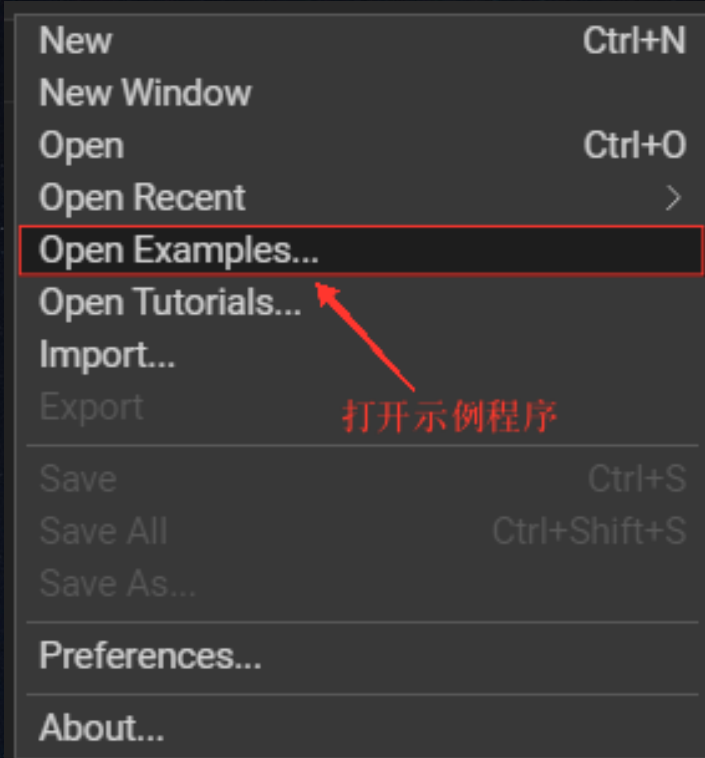 New Ctrl+N
New Window
Open Ctrl+O
Open Recent
Open Examples...
Open Tutorials...
Import...
Export
打开示例程序
Save Ctrl+S
Save All Ctrl+Shift+S
Save As...
Preferences...
About...